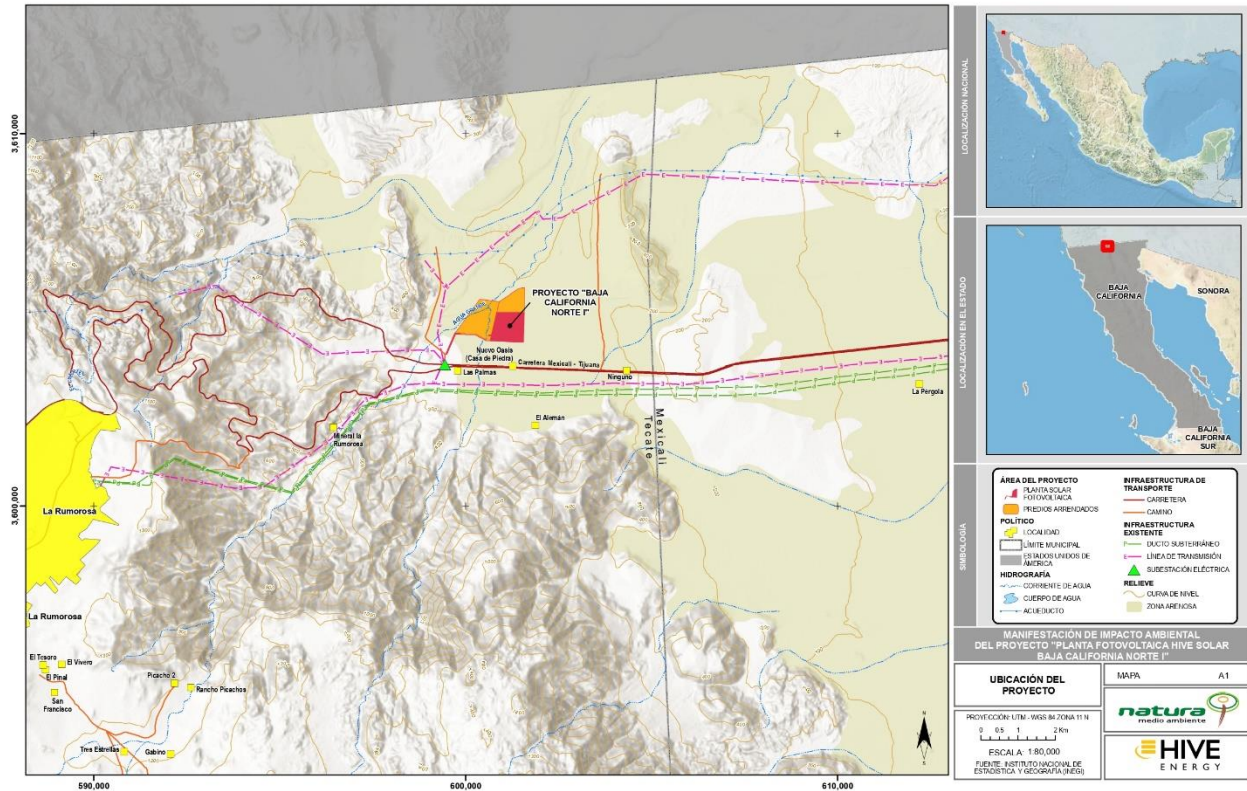 3,610,000
3,600,000
590,000
600,000
610,000
PROYECTO "BAJA
CALIFORNIA
NORTE I"
Nuevo Oasis
(Casa de Piedra)
Carretera Mexicali - Tijuana
Las Palmas
Ninguno
La Pérgola
El Alemán
Mexicali
Tecate
Mineral la
Rumorosa
La Rumorosa
La Rumorosa
El Tesoro
El Vivero
El Pinal
San
Francisco
Picacho 2
Rancho Picachos
Tres Estrellas
Gabino
LOCALIZACIÓN NACIONAL
LOCALIZACIÓN EN EL ESTADO
BAJA
CALIFORNIA
SONORA
BAJA
CALIFORNIA
SUR
SIMBOLOGÍA
ÁREA DEL PROYECTO
PLANTA SOLAR
FOTOVOLTAICA
PREDIOS ARRENDADOS
POLÍTICO
LOCALIDAD
LÍMITE MUNICIPAL
ESTADOS UNIDOS DE
AMÉRICA
HIDROGRAFÍA
CORRIENTE DE AGUA
CUERPO DE AGUA
ACUEDUCTO
INFRAESTRUCTURA DE
TRANSPORTE
CARRETERA
CAMINO
INFRAESTRUCTURA
EXISTENTE
DUCTO SUBTERRÁNEO
LÍNEA DE TRANSMISIÓN
SUBESTACIÓN ELÉCTRICA
RELIEVE
CURVA DE NIVEL
ZONA ARENOSA
MANIFESTACIÓN DE IMPACTO AMBIENTAL
DEL PROYECTO "PLANTA FOTOVOLTAICA HIVE SOLAR
BAJA CALIFORNIA NORTE I"
UBICACIÓN DEL
PROYECTO
MAPA A1
natura
medio ambiente
PROYECCIÓN: UTM - WGS 84 ZONA 11 N
0 0.5 1 2 Km
ESCALA: 1:80,000
FUENTE: INSTITUTO NACIONAL DE
ESTADÍSTICA Y GEOGRAFÍA (INEGI)
HIVE
ENERGY